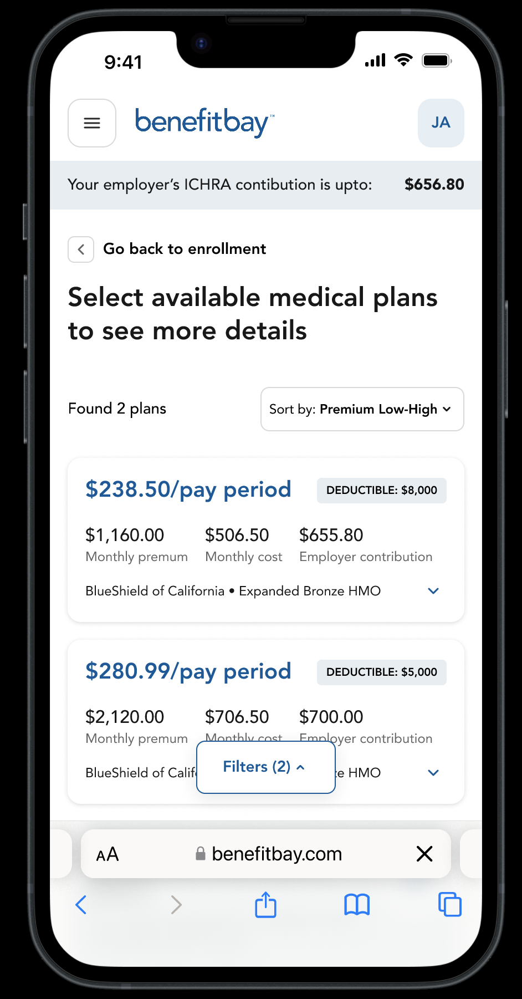 9:41
benefitbay™
JA
Your employer’s ICHRA contibution is upto: $656.80
Go back to enrollment
Select available medical plans
to see more details
Found 2 plans
Sort by: Premium Low-High
$238.50/pay period
DEDUCTIBLE: $8,000
$1,160.00 $506.50 $655.80
Monthly premum Monthly cost Employer contribution
BlueShield of California • Expanded Bronze HMO
$280.99/pay period
DEDUCTIBLE: $5,000
$2,120.00 $706.50 $700.00
Monthly premum Monthly cost Employer contribution
BlueShield of HMO
Filters (2)
AA benefitbay.com